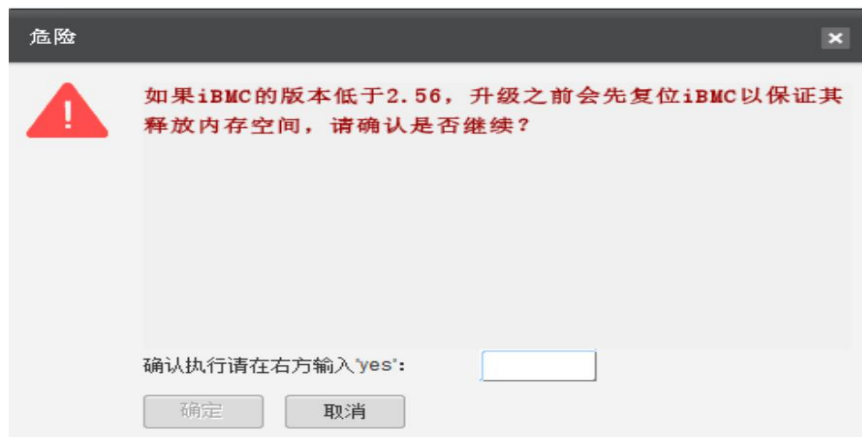 危险
如果iBMC的版本低于2.56，升级之前会先复位iBMC以保证其
释放内存空间，请确认是否继续？
确认执行请在右方输入"yes":
确定
取消